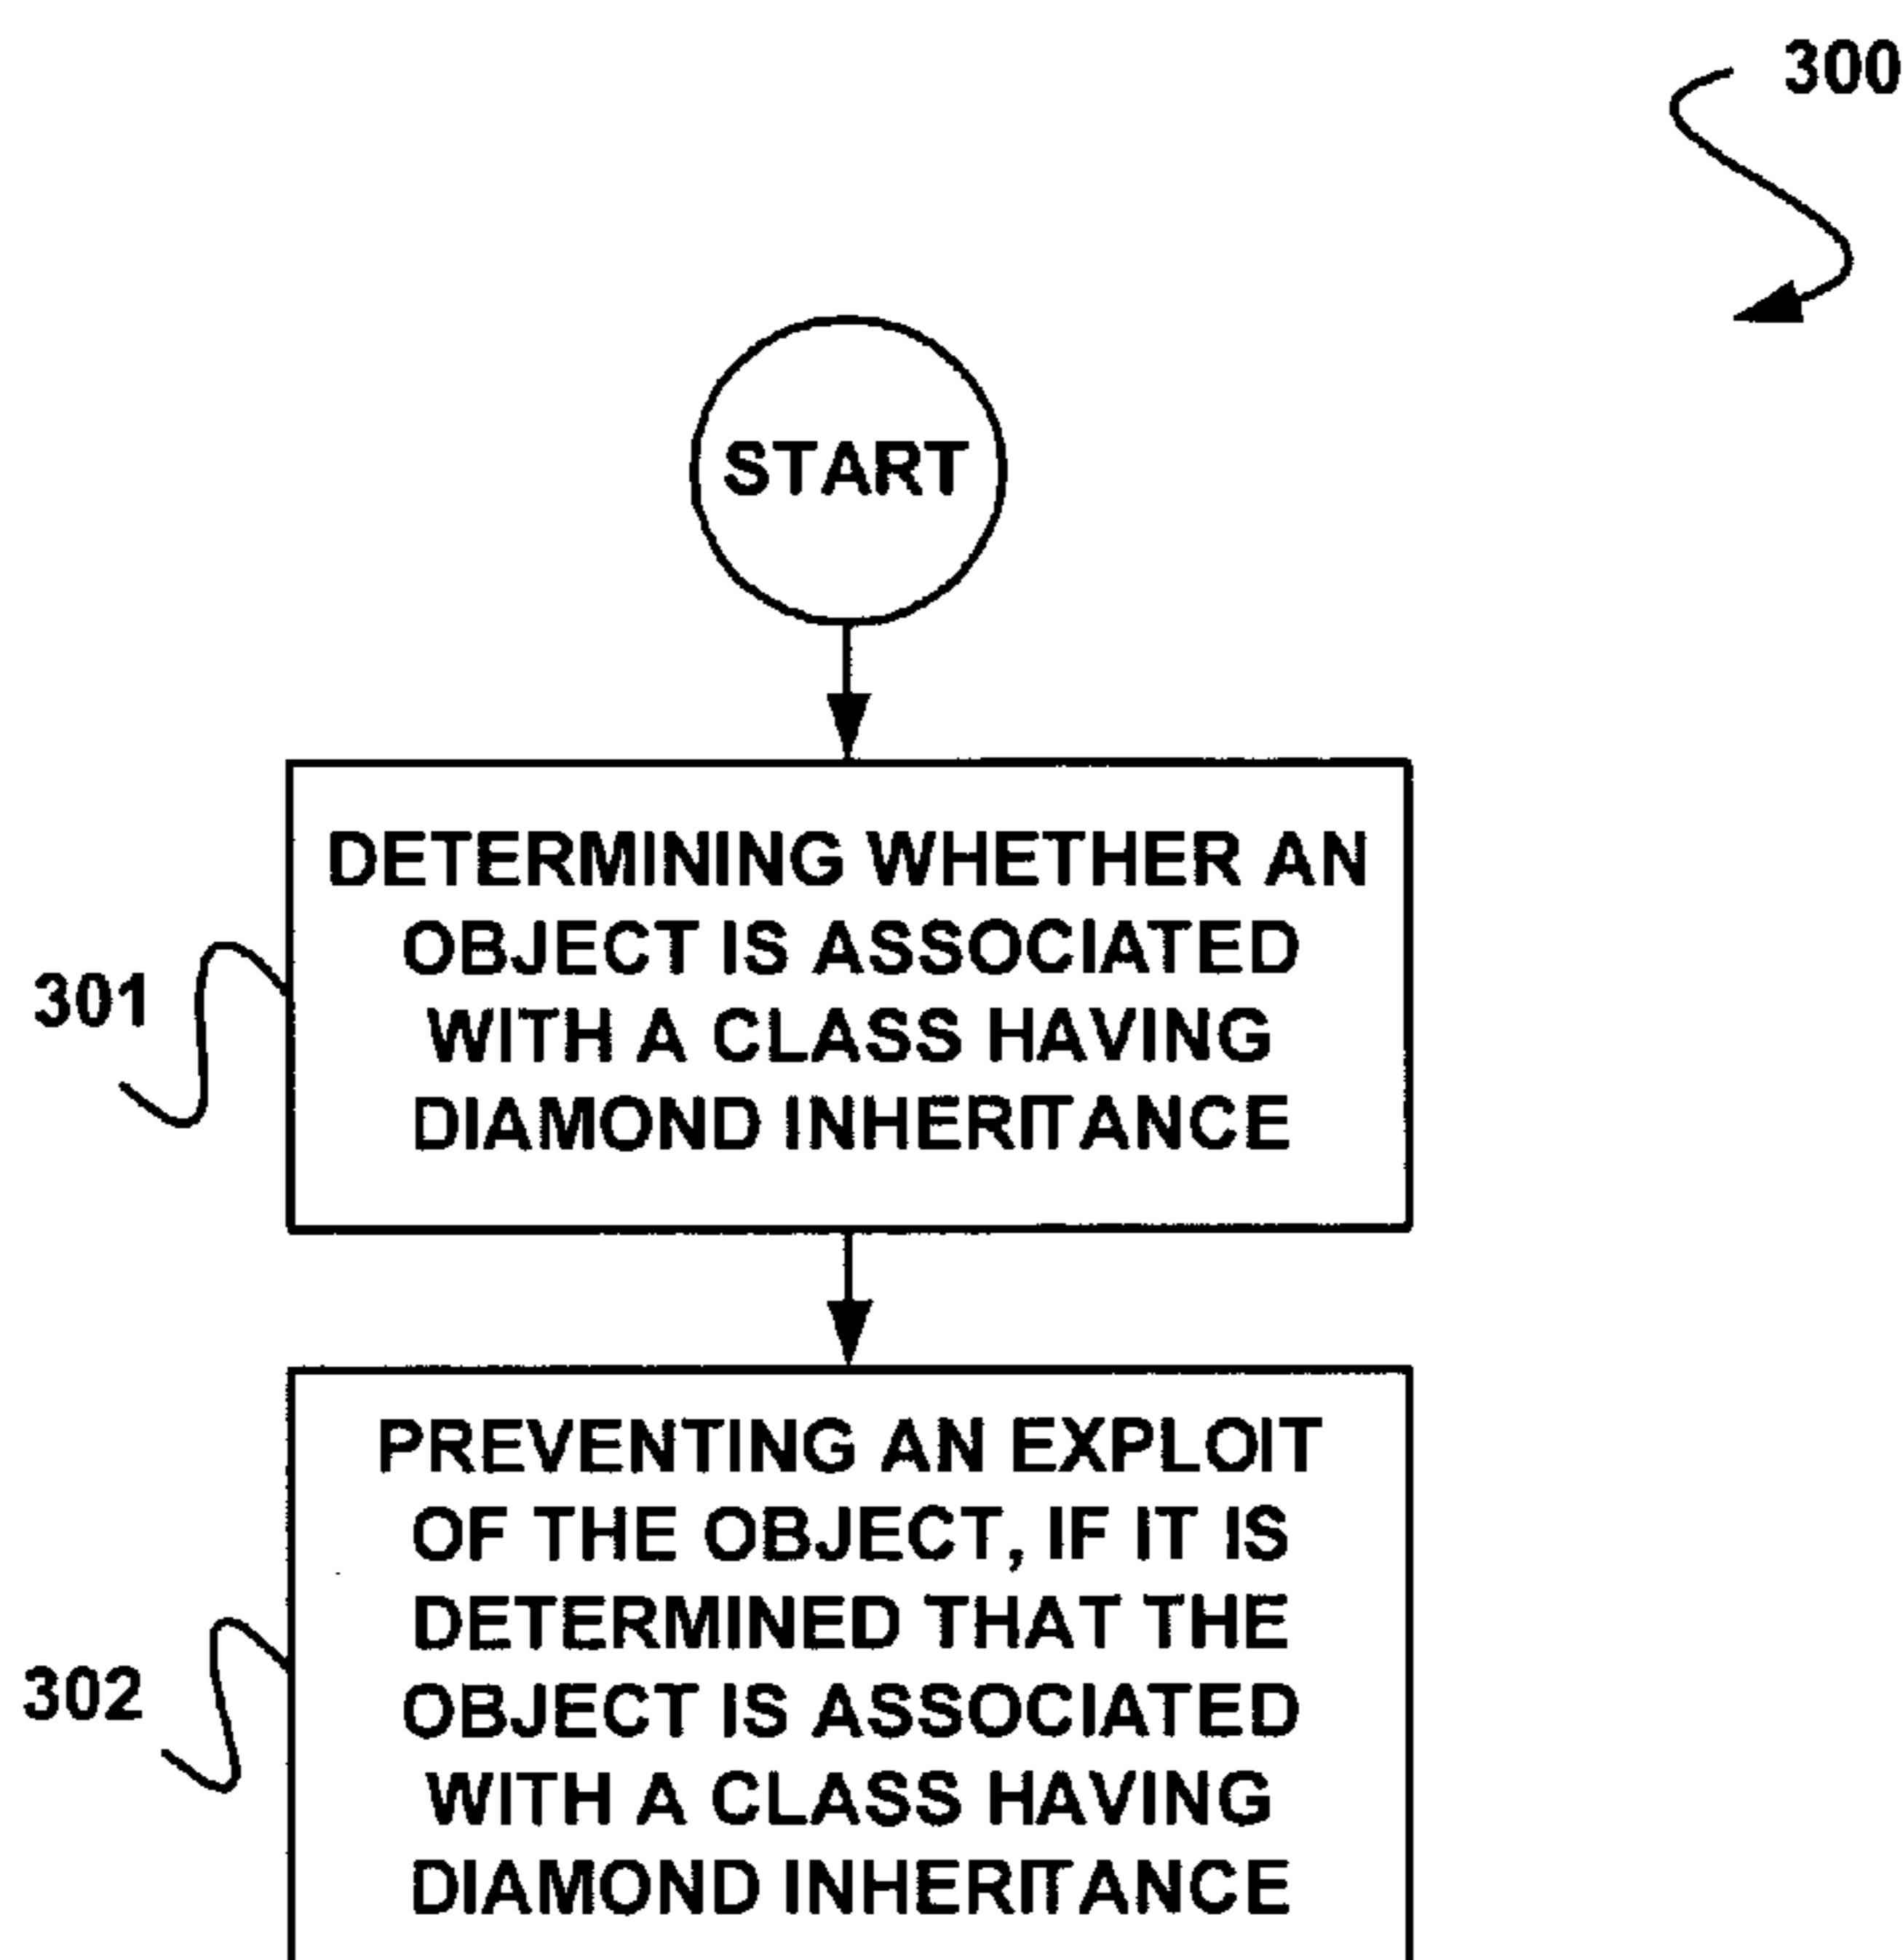 300
START
DETERMINING WHETHER AN
OBJECT IS ASSOCIATED
WITH A CLASS HAVING
DIAMOND INHERITANCE
301
PREVENTING AN EXPLOIT
OF THE OBJECT, IF IT IS
DETERMINED THAT THE
OBJECT IS ASSOCIATED
WITH A CLASS HAVING
DIAMOND INHERITANCE
302